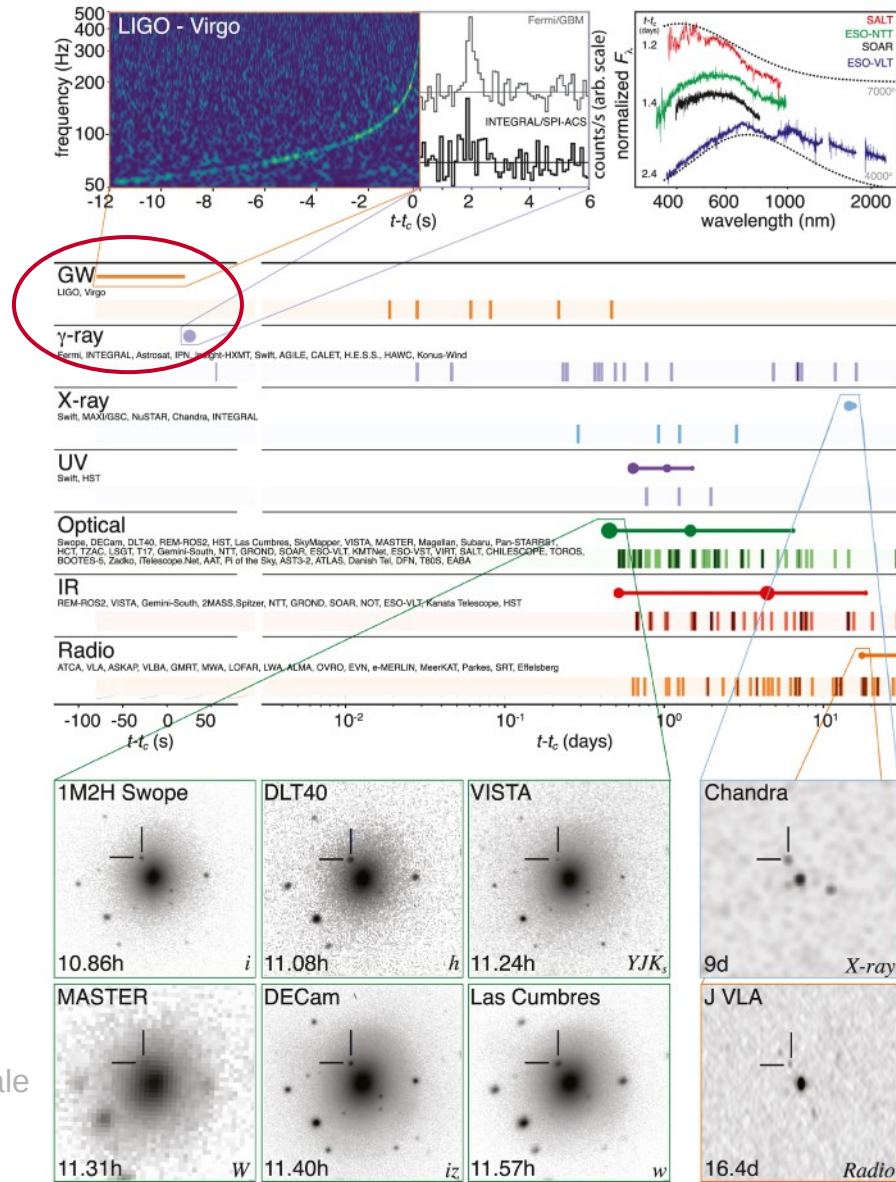 LIGO - Virgo
Fermi/GBM
INTEGRAL/SPI-ACS
500
400
300
200
100
50
frequency (Hz)
-12 -10 -8 -6 -4 -2 0 2 4 6
t-tc (s)
counts/s (arb. scale)
normalized Fλ
t-tc
(days)
1.2
1.4
2.4
SALT
ESO-NTT
SOAR
ESO-VLT
7000°
4000°
400 600 1000 2000
wavelength (nm)
GW
LIGO, Virgo
γ-ray
Fermi, INTEGRAL, Astrosat, IPN, Insight-HXMT, Swift, AGILE, CALET, H.E.S.S., HAWC, Konus-Wind
X-ray
Swift, MAXI/GSC, NuSTAR, Chandra, INTEGRAL
UV
Swift, HST
Optical
Swope, DECam, DLT40, REM-ROS2, HST, Las Cumbres, SkyMapper, VISTA, MASTER, Magellan, Subaru, Pan-STARRS1,
HCT, TZAC, LSGT, T17, Gemini-South, NTT, GROND, SOAR, ESO-VLT, KMTNet, ESO-VST, VIRT, SALT, CHILESCOPE, TOROS,
BOOTES-5, Zadko, iTelescope.Net, AAT, Pi of the Sky, AST3-2, ATLAS, Danish Tel, DFN, T80S, EABA
IR
REM-ROS2, VISTA, Gemini-South, 2MASS,Spitzer, NTT, GROND, SOAR, NOT, ESO-VLT, Kanata Telescope, HST
Radio
ATCA, VLA, ASKAP, VLBA, GMRT, MWA, LOFAR, LWA, ALMA, OVRO, EVN, e-MERLIN, MeerKAT, Parkes, SRT, Effelsberg
-100 -50 0 50 10⁻² 10⁻¹ 10⁰ 10¹
t-tc (s) t-tc (days)
1M2H Swope
10.86h i
DLT40
11.08h h
VISTA
11.24h YJKs
Chandra
9d X-ray
MASTER
11.31h W
DECam
11.40h iz
Las Cumbres
11.57h w
J VLA
16.4d Radio
ale